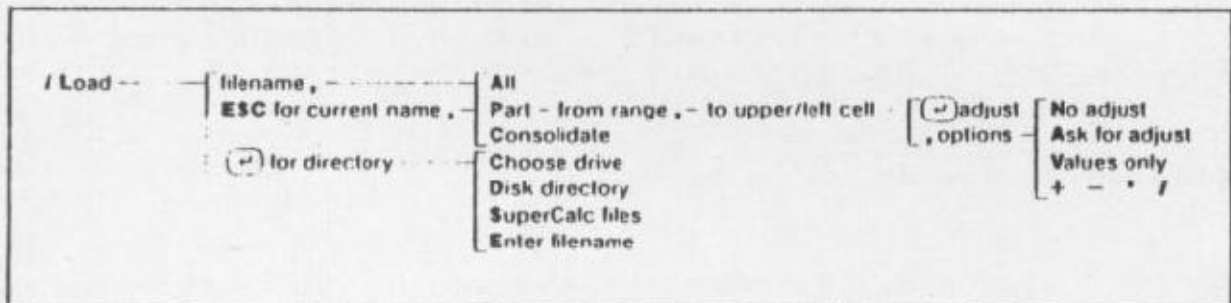 / Load -- filename, - All
ESC for current name, - Part - from range, - to upper/left cell (↵) adjust No adjust
, options Ask for adjust
(↵) for directory Consolidate
Choose drive Values only
Disk directory + - * /
SuperCalc files
Enter filename